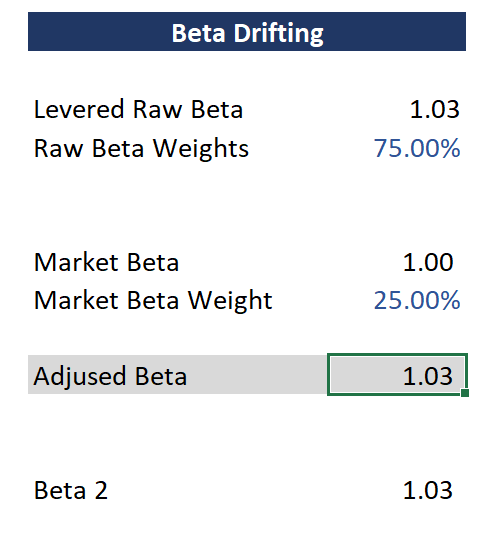 Beta Drifting
Levered Raw Beta 1.03
Raw Beta Weights 75.00%
Market Beta 1.00
Market Beta Weight 25.00%
Adjused Beta 1.03
Beta 2 1.03